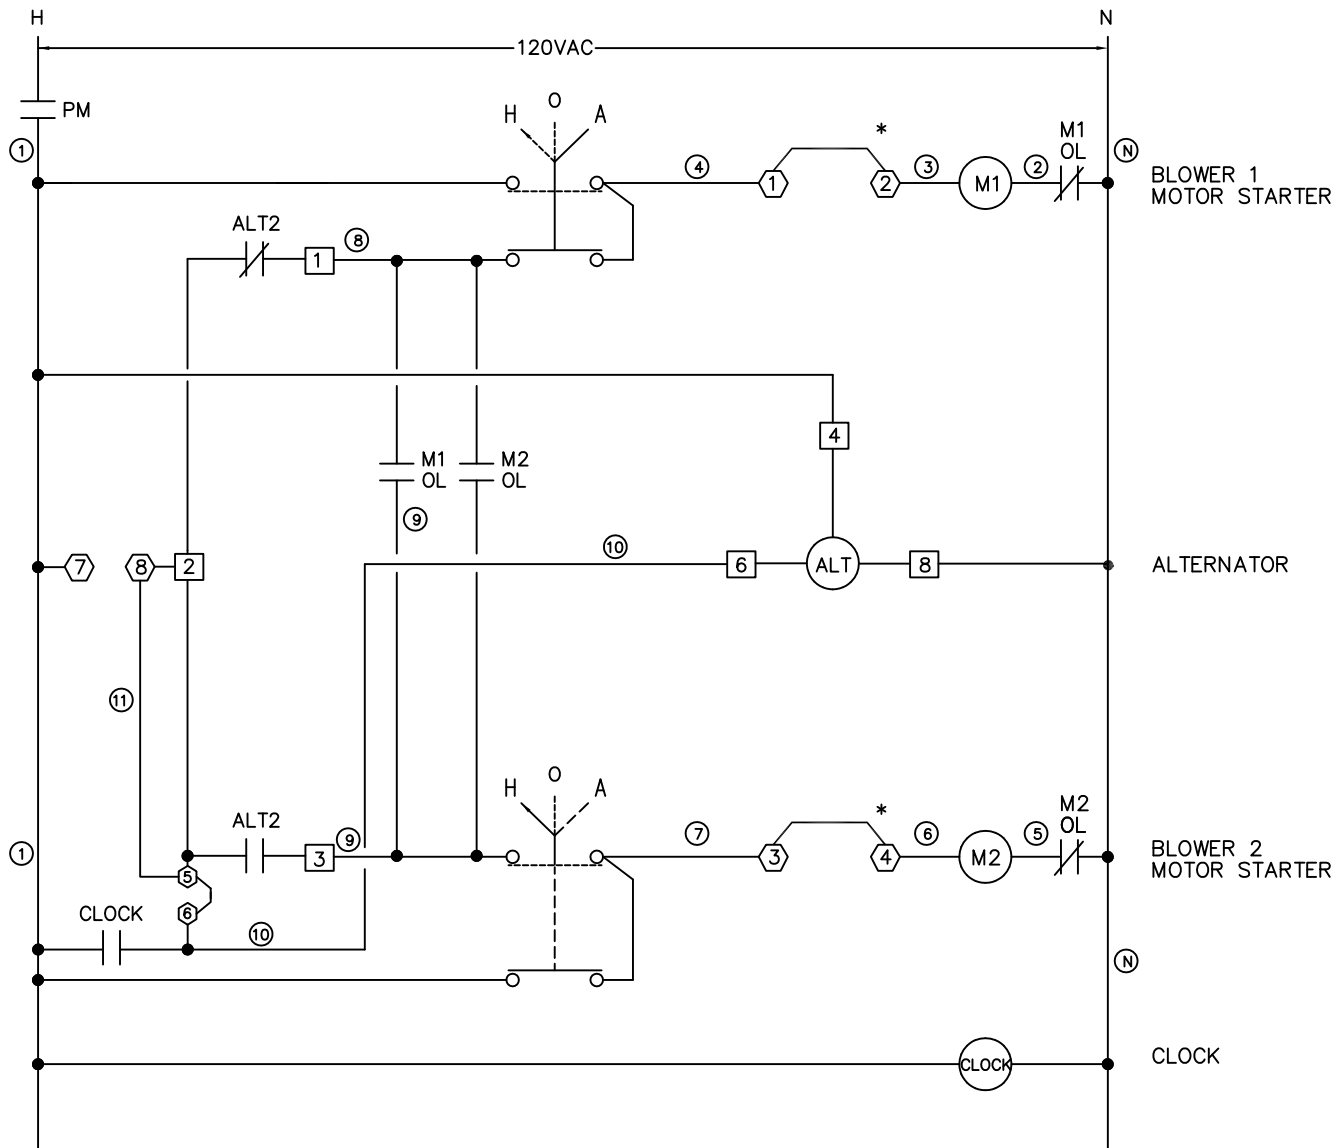 H N
120VAC
PM
H O A
*
M1
OL
1 4 1 2 3 M1 2 N
BLOWER 1
MOTOR STARTER
ALT2
1 8
4
M1
OL
M2
OL
9
7 8 2 10 6 ALT 8
ALTERNATOR
11
H O A
*
M2
OL
1 ALT2 3 9 7 3 4 6 M2 5
BLOWER 2
MOTOR STARTER
5
6
CLOCK
10
N
CLOCK
CLOCK